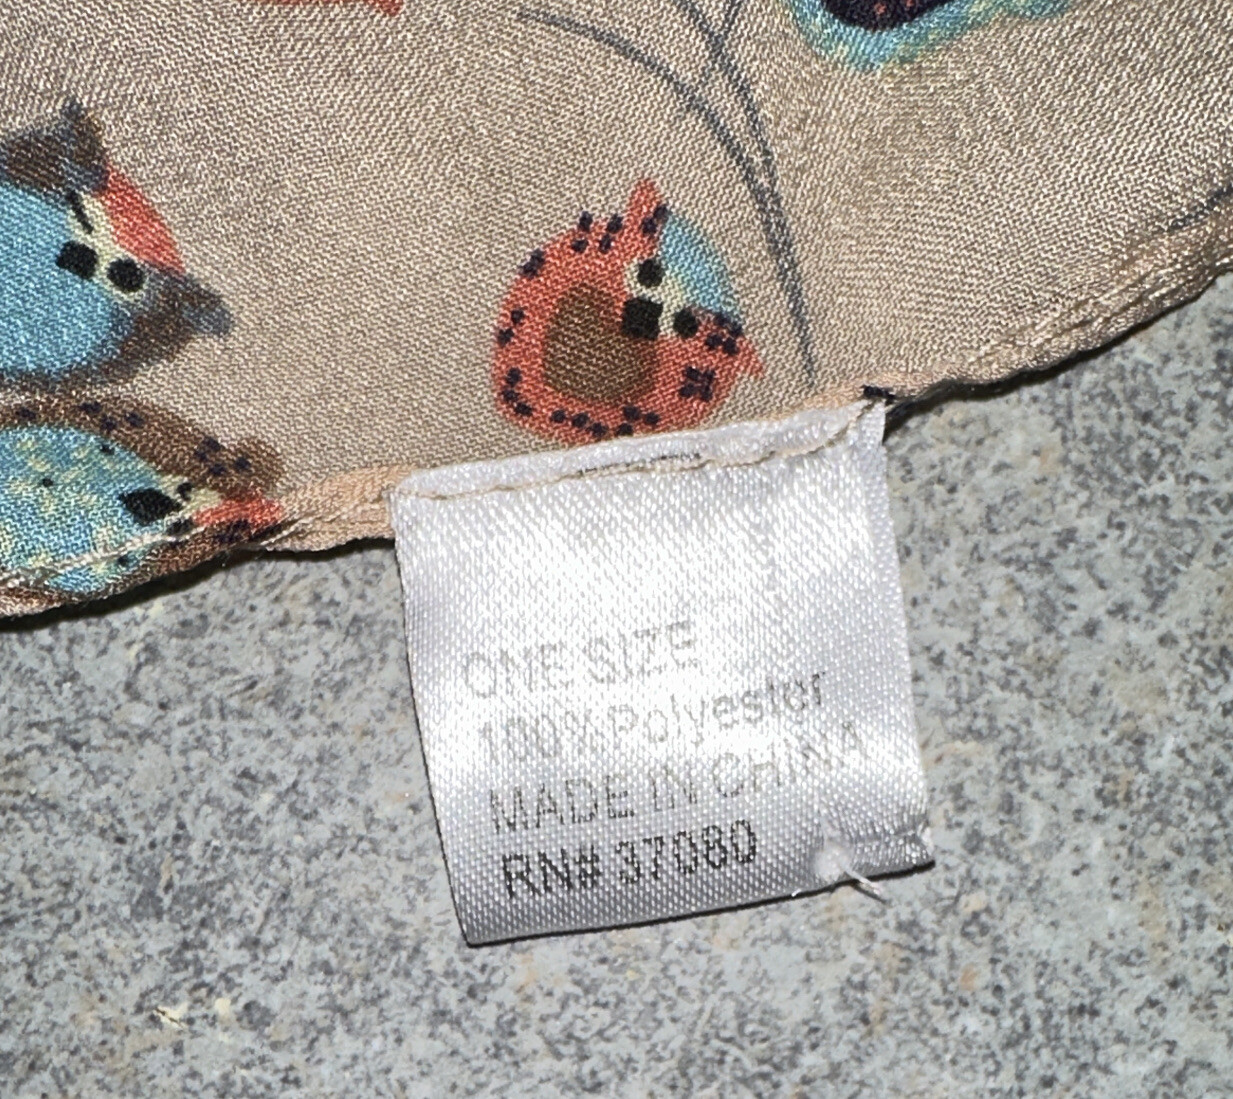 ONE SIZE
100% Polyester
MADE IN CHINA
RN# 37080